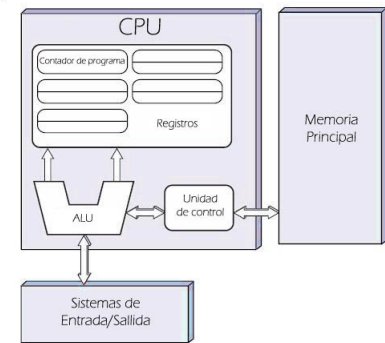 CPU
Contador de programa
Registros
ALU
Unidad
de control
Memoria
Principal
Sistemas de
Entrada/Sallida